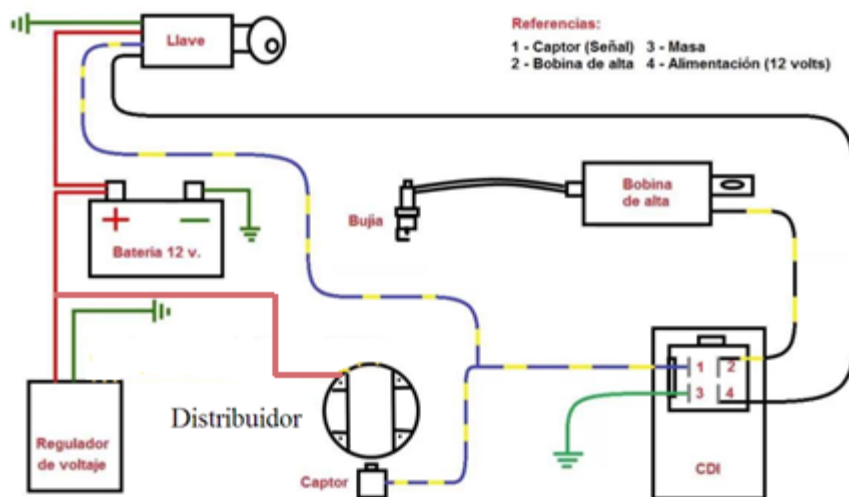 Llave
Referencias:
1 - Captor (Señal) 3 - Masa
2 - Bobina de alta 4 - Alimentación (12 volts)
Bobina
de alta
Bujia
+ −
Bateria 12 v.
1 2
3 4
Distribuidor
Regulador
de voltaje
Captor
CDI